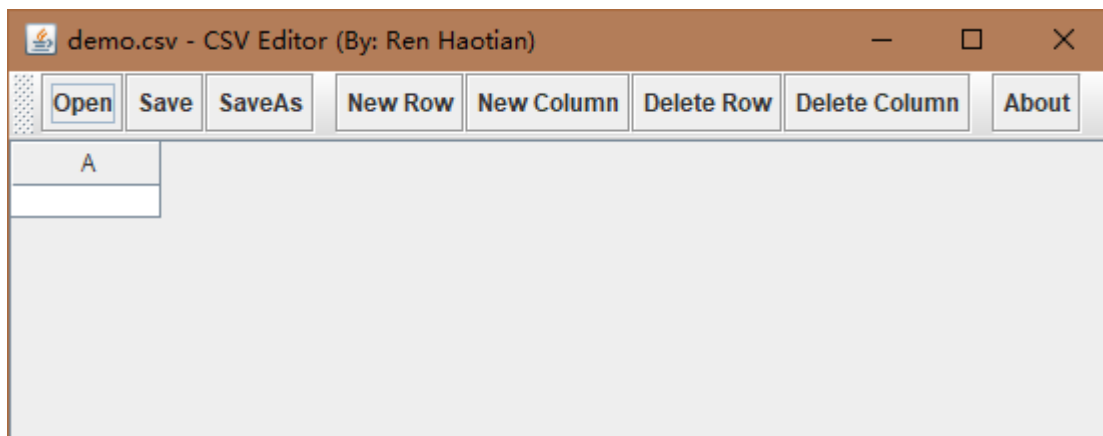 demo.csv - CSV Editor (By: Ren Haotian)
Open Save SaveAs New Row New Column Delete Row Delete Column About
A